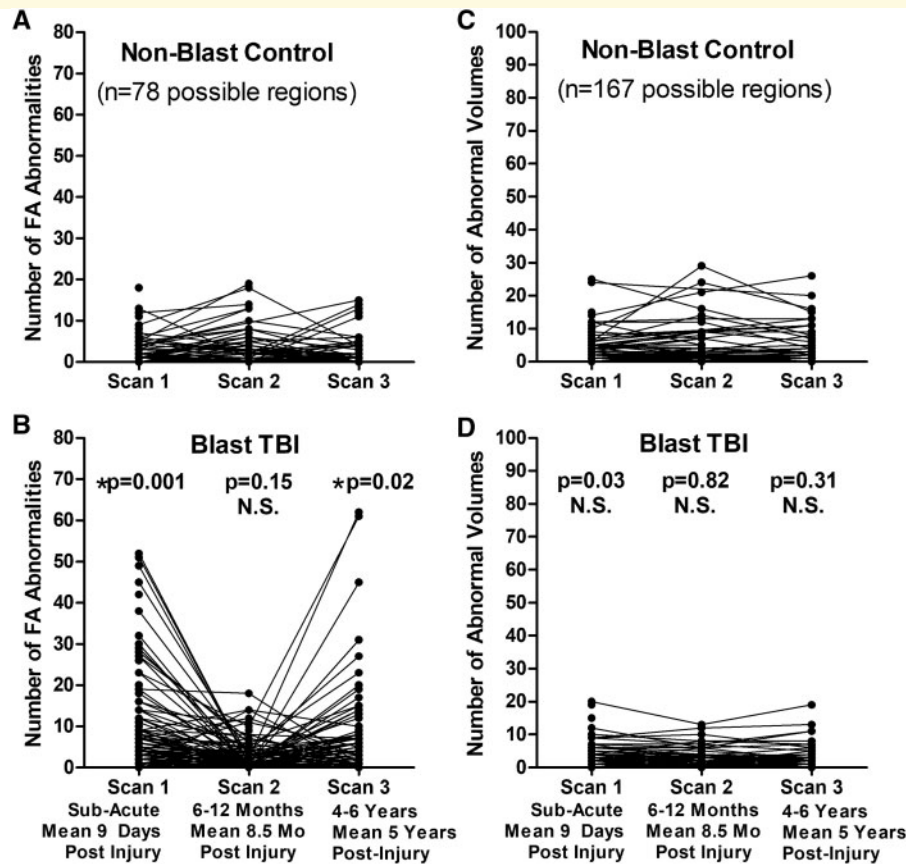 A
Non-Blast Control
(n=78 possible regions)
Number of FA Abnormalities
80
70
60
50
40
30
20
10
0
Scan 1 Scan 2 Scan 3
C
Non-Blast Control
(n=167 possible regions)
Number of Abnormal Volumes
100
90
80
70
60
50
40
30
20
10
0
Scan 1 Scan 2 Scan 3
B
Blast TBI
*p=0.001 p=0.15 *p=0.02
N.S.
Number of FA Abnormalities
80
70
60
50
40
30
20
10
0
Scan 1 Scan 2 Scan 3
Sub-Acute 6-12 Months 4-6 Years
Mean 9 Days Mean 8.5 Mo Mean 5 Years
Post Injury Post Injury Post-Injury
D
Blast TBI
p=0.03 p=0.82 p=0.31
N.S. N.S. N.S.
Number of Abnormal Volumes
100
90
80
70
60
50
40
30
20
10
0
Scan 1 Scan 2 Scan 3
Sub-Acute 6-12 Months 4-6 Years
Mean 9 Days Mean 8.5 Mo Mean 5 Years
Post Injury Post Injury Post-Injury